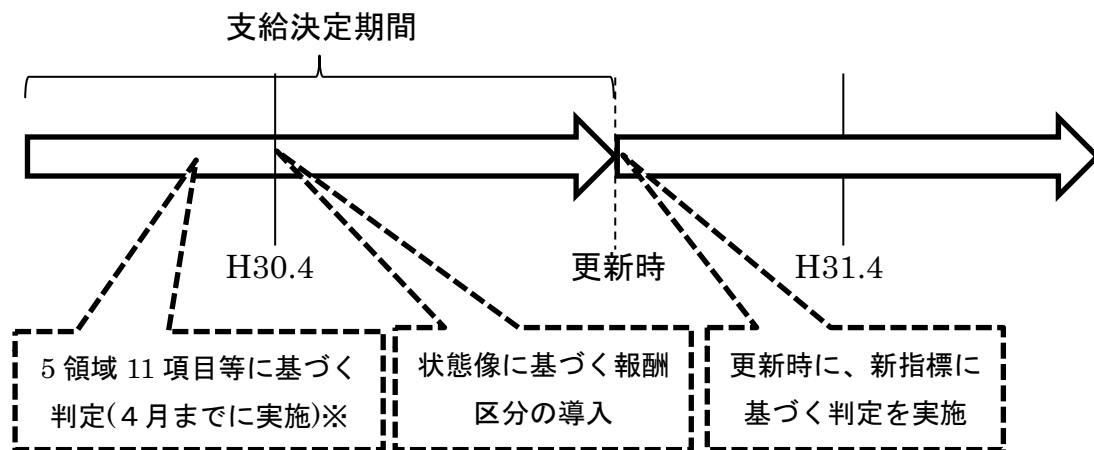 支給決定期間
H30.4
更新時
H31.4
5 領域 11 項目等に基づく
判定(４月までに実施)※
状態像に基づく報酬
区分の導入
更新時に、新指標に
基づく判定を実施